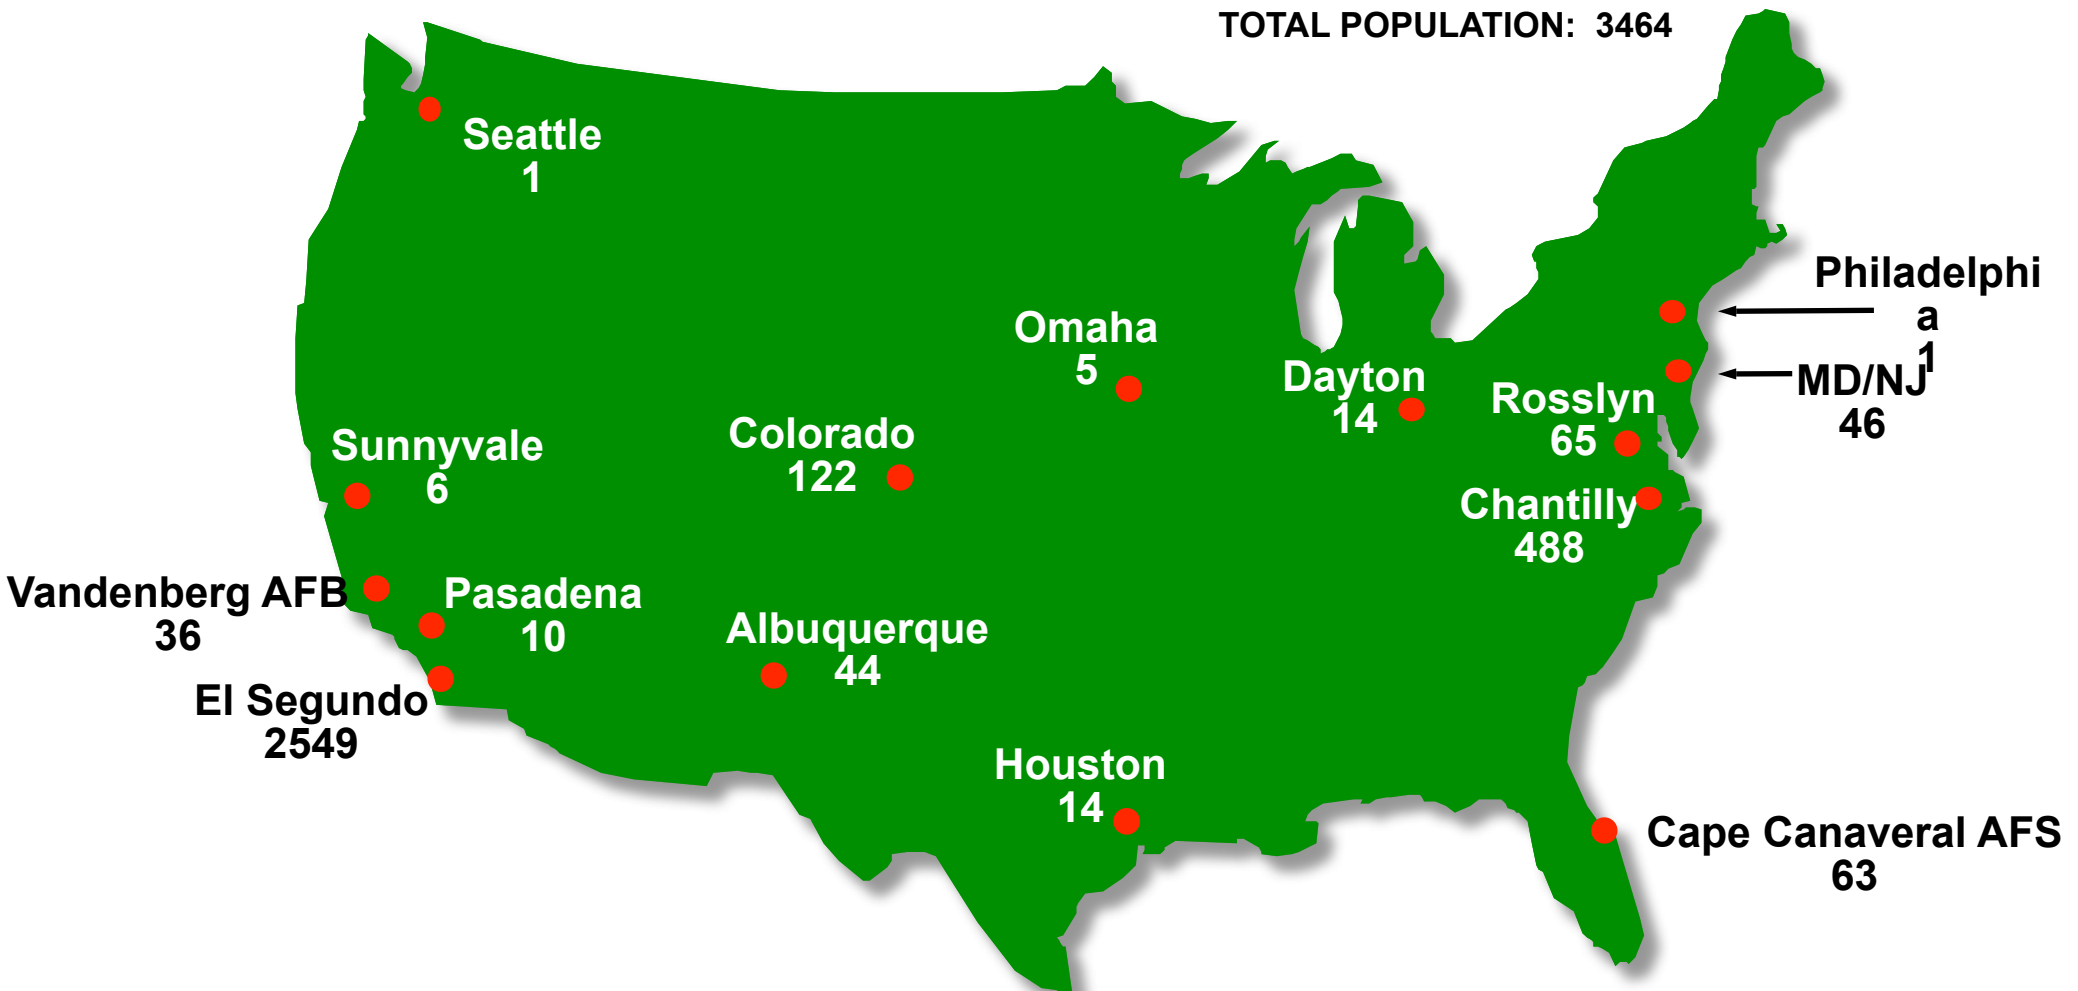 TOTAL POPULATION: 3464
Seattle
1
Philadelphi
a
1
MD/NJ
46
Omaha
5
Dayton
14
Rosslyn
65
Colorado
122
Sunnyvale
6
Chantilly
488
Vandenberg AFB
36
Pasadena
10
Albuquerque
44
El Segundo
2549
Houston
14
Cape Canaveral AFS
63